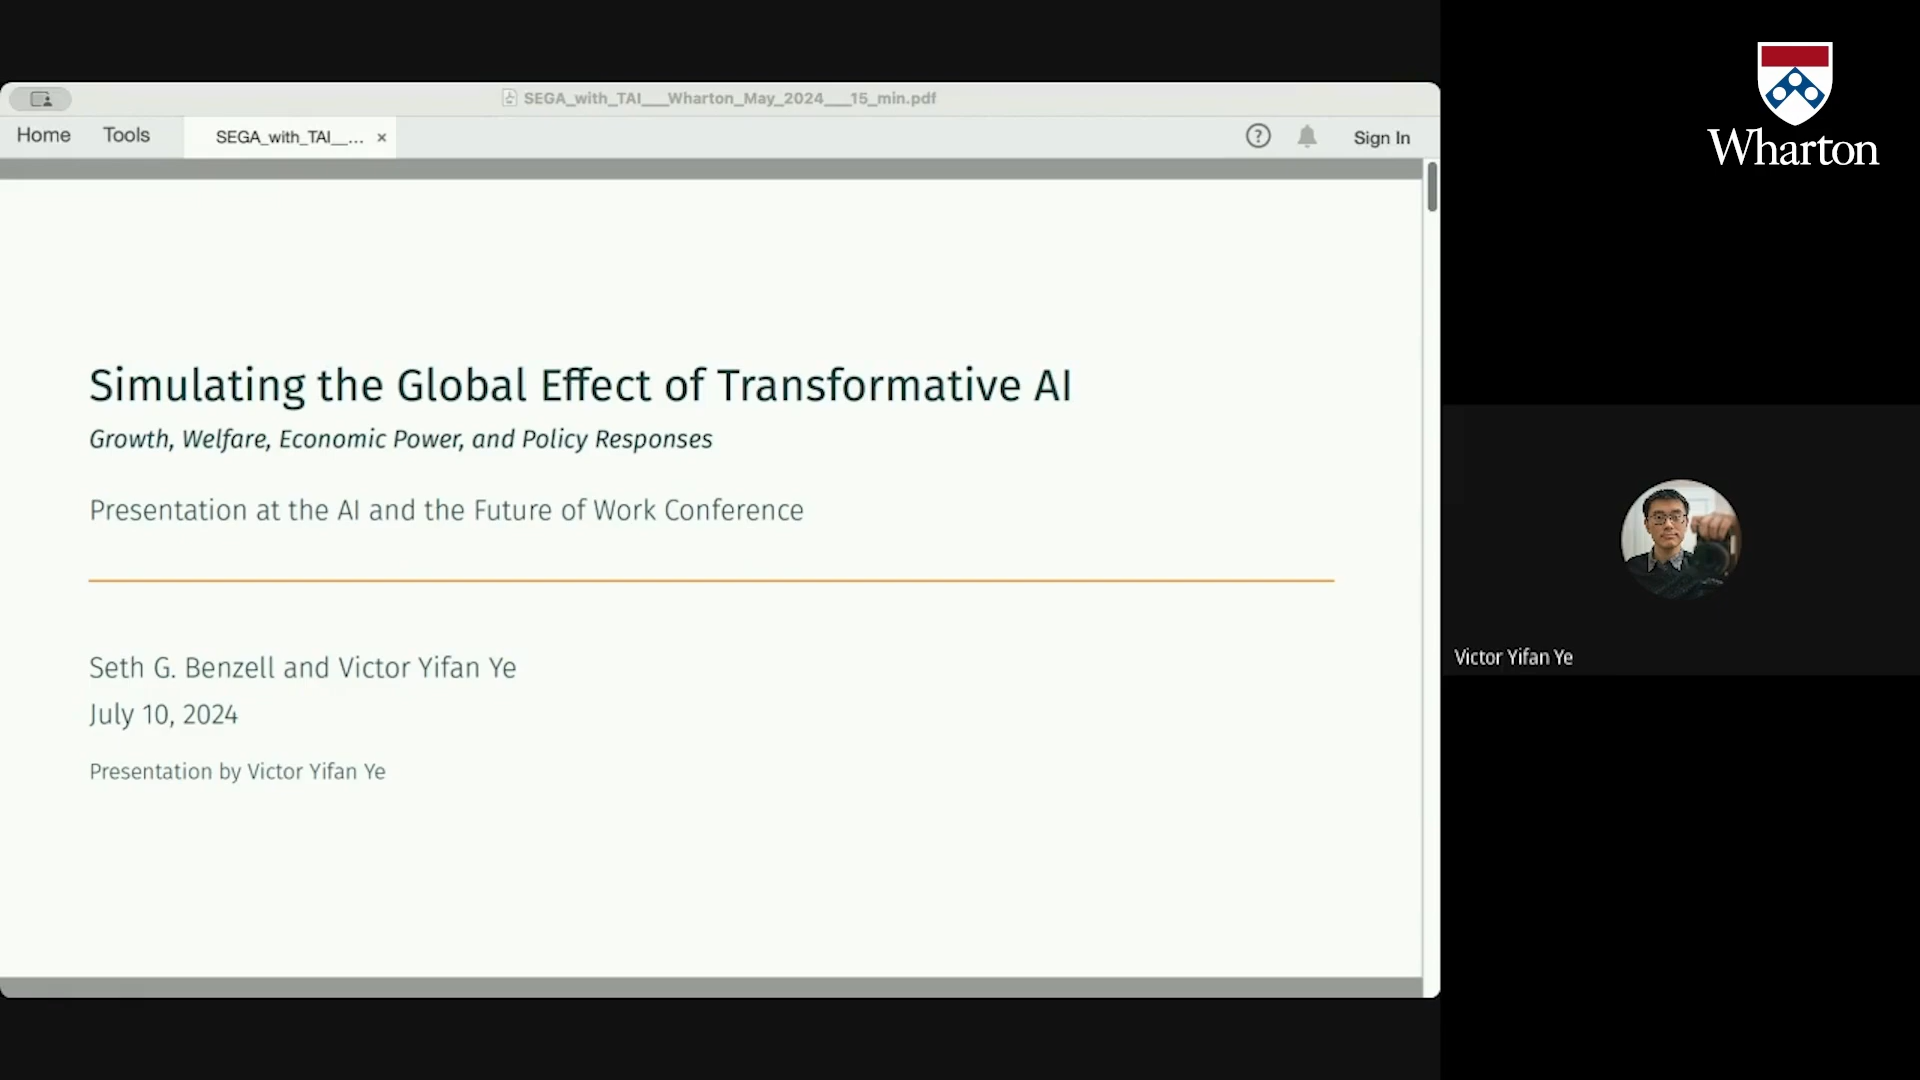 SEGA_with_TAI___Wharton_May_2024___15_min.pdf
Home
Tools
SEGA_with_TAI__... ×
?
Sign In
Wharton
Simulating the Global Effect of Transformative AI
Growth, Welfare, Economic Power, and Policy Responses
Presentation at the AI and the Future of Work Conference
Seth G. Benzell and Victor Yifan Ye
July 10, 2024
Presentation by Victor Yifan Ye
Victor Yifan Ye